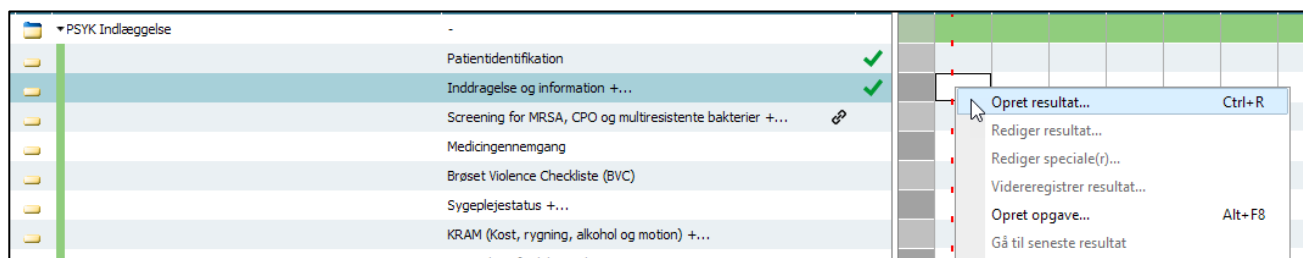 ▾PSYK Indlæggelse -
Patientidentifikation
Inddragelse og information +...
Opret resultat... Ctrl+R
Screening for MRSA, CPO og multiresistente bakterier +...
Rediger resultat...
Medicingennemgang
Rediger speciale(r)...
Brøset Violence Checkliste (BVC)
Videreregistrer resultat...
Sygeplejestatus +...
Opret opgave... Alt+F8
KRAM (Kost, rygning, alkohol og motion) +...
Gå til seneste resultat